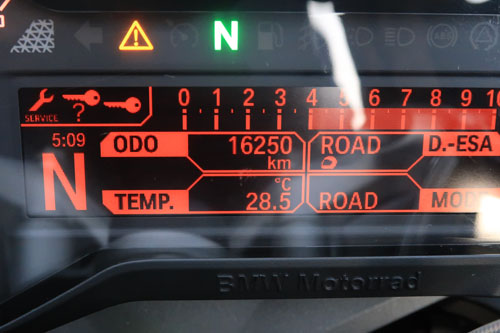 N
SERVICE
?
0 1 2 3 4 5 6 7 8 9 10
5:09
N
ODO 16250 km
ROAD D.-ESA
TEMP. °C 28.5
ROAD
BMW Motorrad